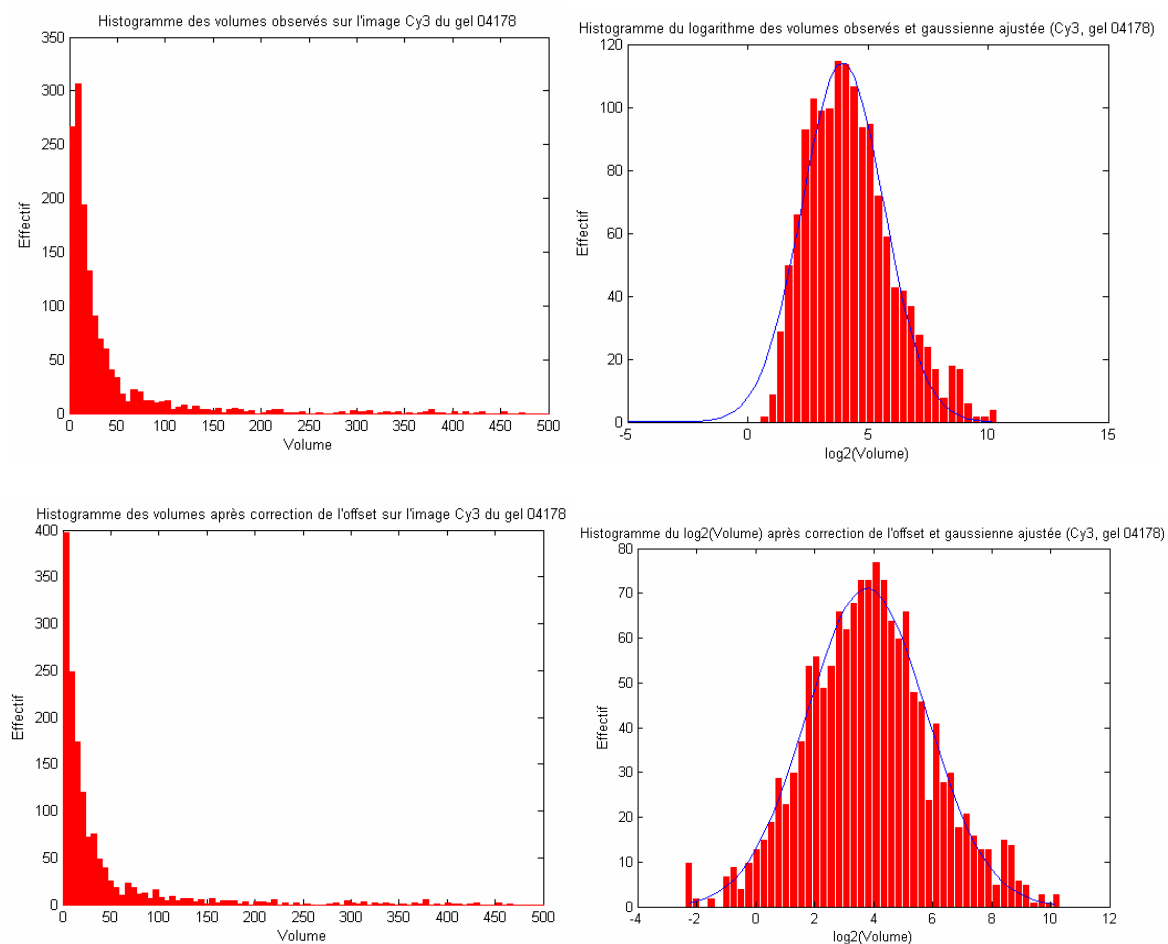 Histogramme des volumes observés sur l'image Cy3 du gel 04178
350
300
250
200
150
100
50
0
Effectif
0 50 100 150 200 250 300 350 400 450 500
Volume
Histogramme du logarithme des volumes observés et gaussienne ajustée (Cy3, gel 04178)
120
100
80
60
40
20
0
Effectif
-5 0 5 10 15
log2(Volume)
Histogramme des volumes après correction de l'offset sur l'image Cy3 du gel 04178
400
350
300
250
200
150
100
50
0
Effectif
0 50 100 150 200 250 300 350 400 450 500
Volume
Histogramme du log2(Volume) après correction de l'offset et gaussienne ajustée (Cy3, gel 04178)
80
70
60
50
40
30
20
10
0
Effectif
-4 -2 0 2 4 6 8 10 12
log2(Volume)